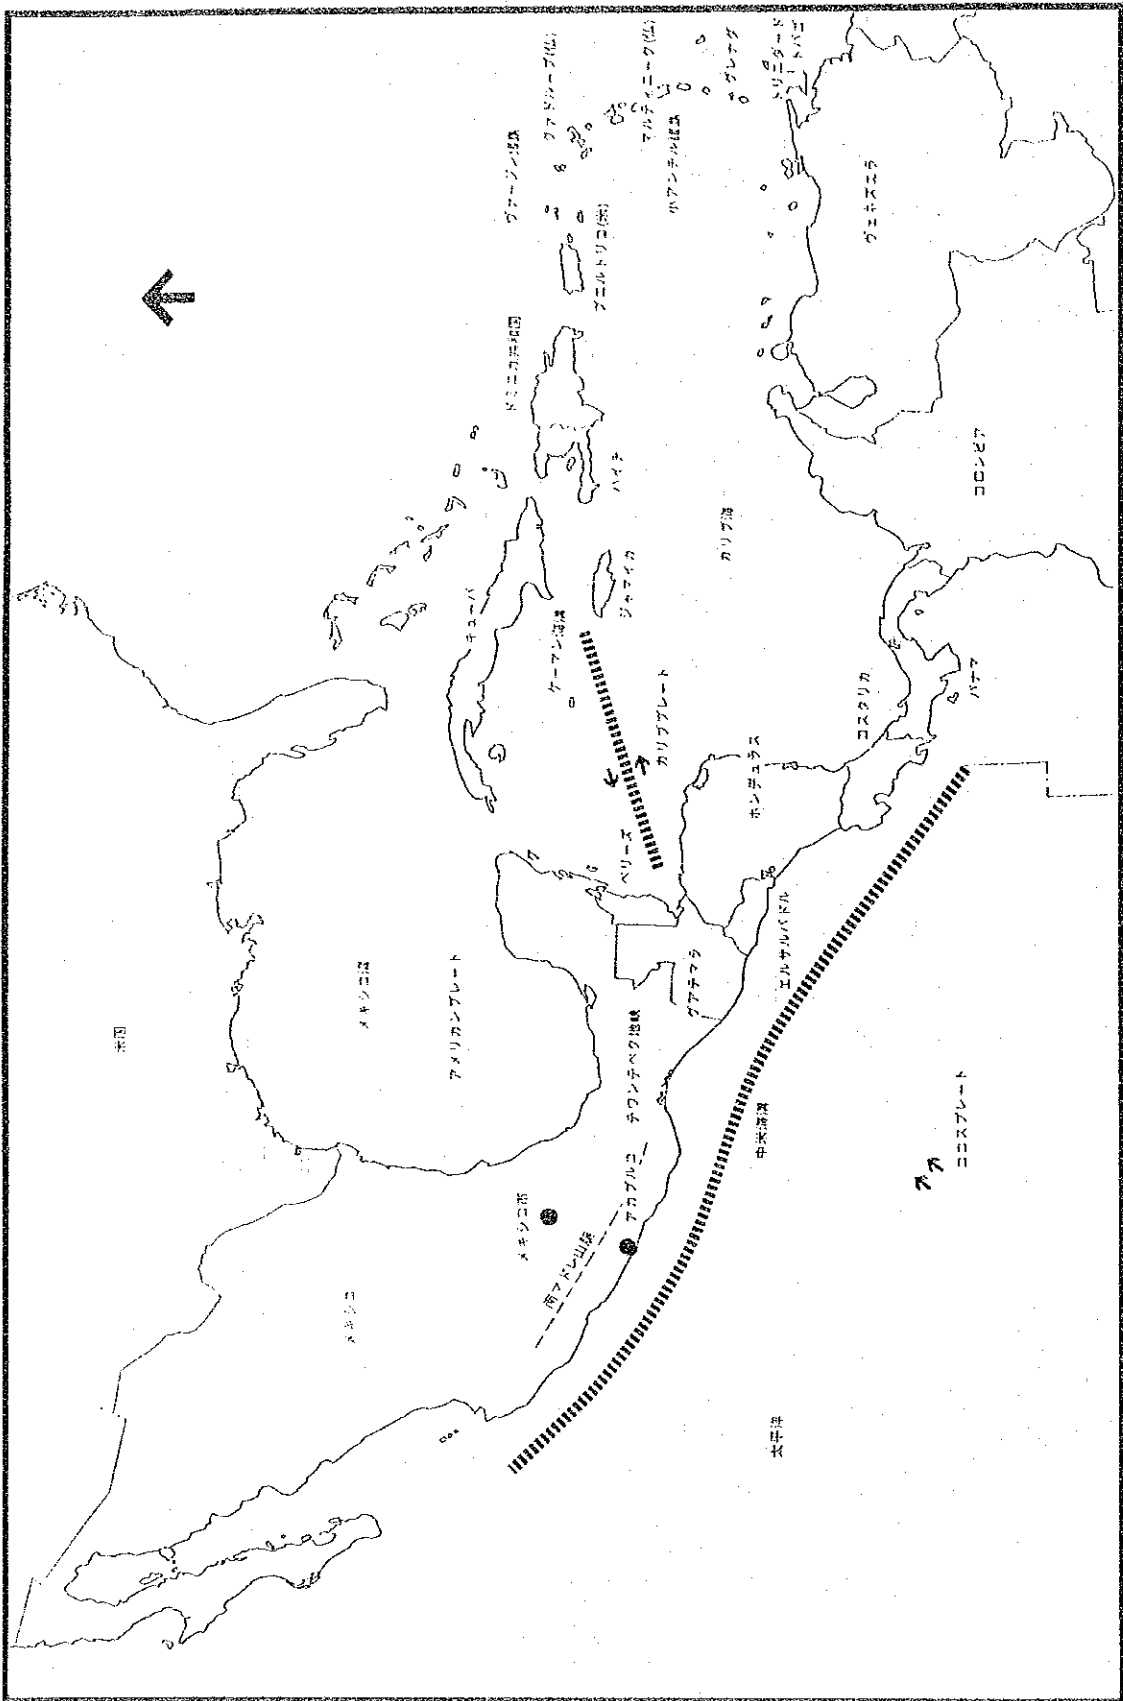 米国
メキシコ湾
アメリカンプレート
メキシコ
メキシコ市
南マドレ山脈
アカプルコ
テワンテペク地峡
グアテマラ
ベリーズ
エルサルバドル
ホンデュラス
コスタリカ
パナマ
中米海溝
ココスプレート
太平洋
カリブプレート
ケーマン海溝
キューバ
ジャマイカ
ハイチ
ドミニカ共和国
カリブ海
プエルトリコ(米)
ヴァージン諸島
グァドループ(仏)
マルティニーク(仏)
小アンテル諸島
グレナダ
トリニダード
トバゴ
ヴェネズエラ
コロンビア